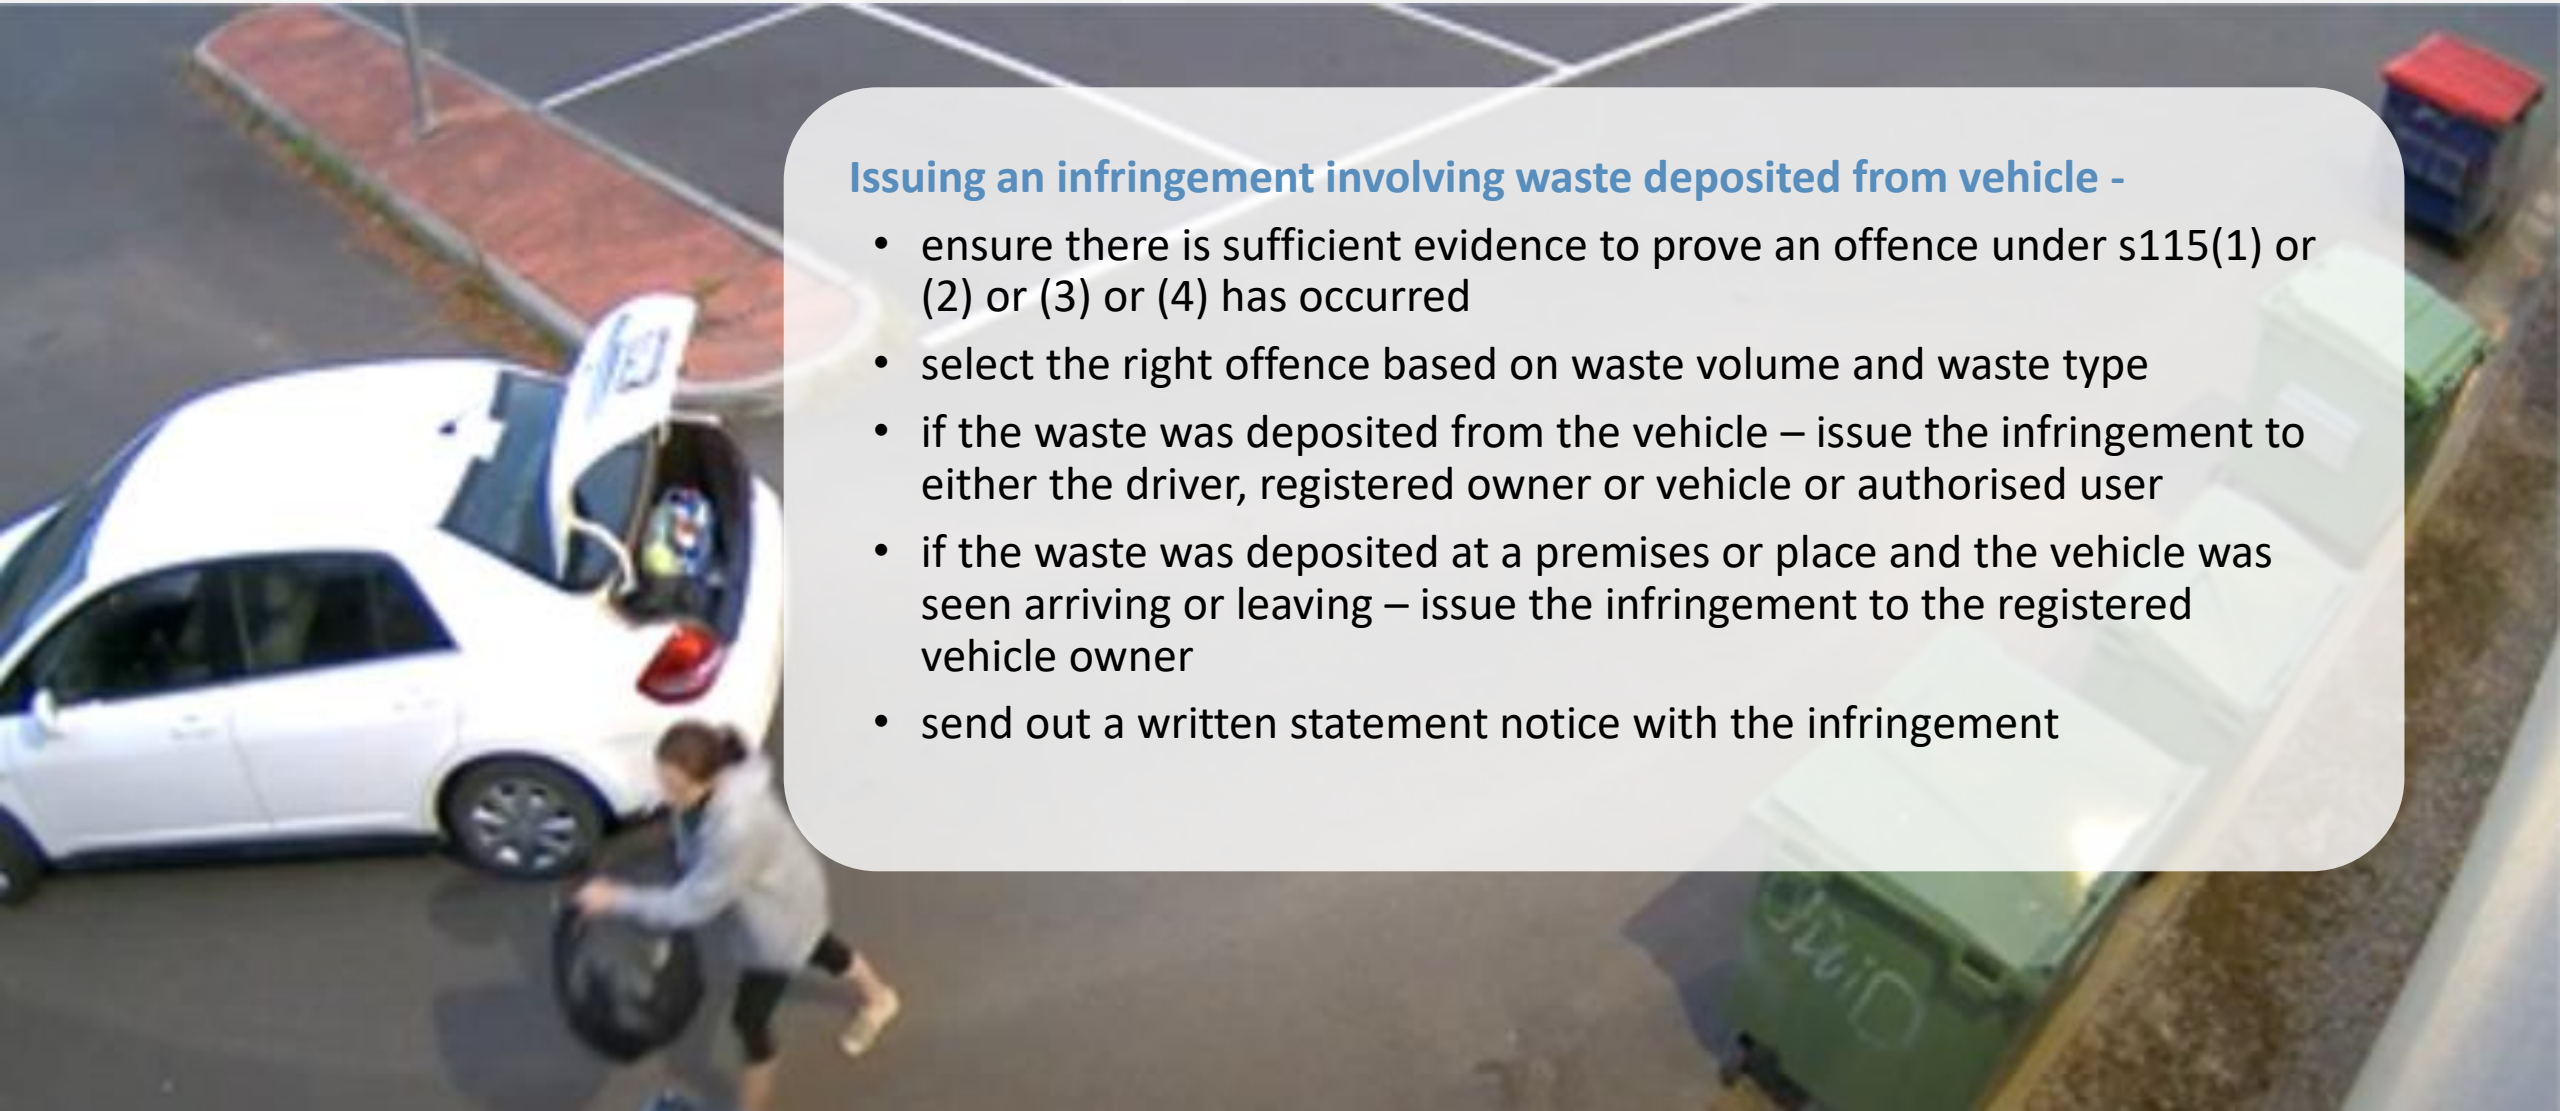 Issuing an infringement involving waste deposited from vehicle -
• ensure there is sufficient evidence to prove an offence under s115(1) or
(2) or (3) or (4) has occurred
• select the right offence based on waste volume and waste type
• if the waste was deposited from the vehicle – issue the infringement to
either the driver, registered owner or vehicle or authorised user
• if the waste was deposited at a premises or place and the vehicle was
seen arriving or leaving – issue the infringement to the registered
vehicle owner
• send out a written statement notice with the infringement